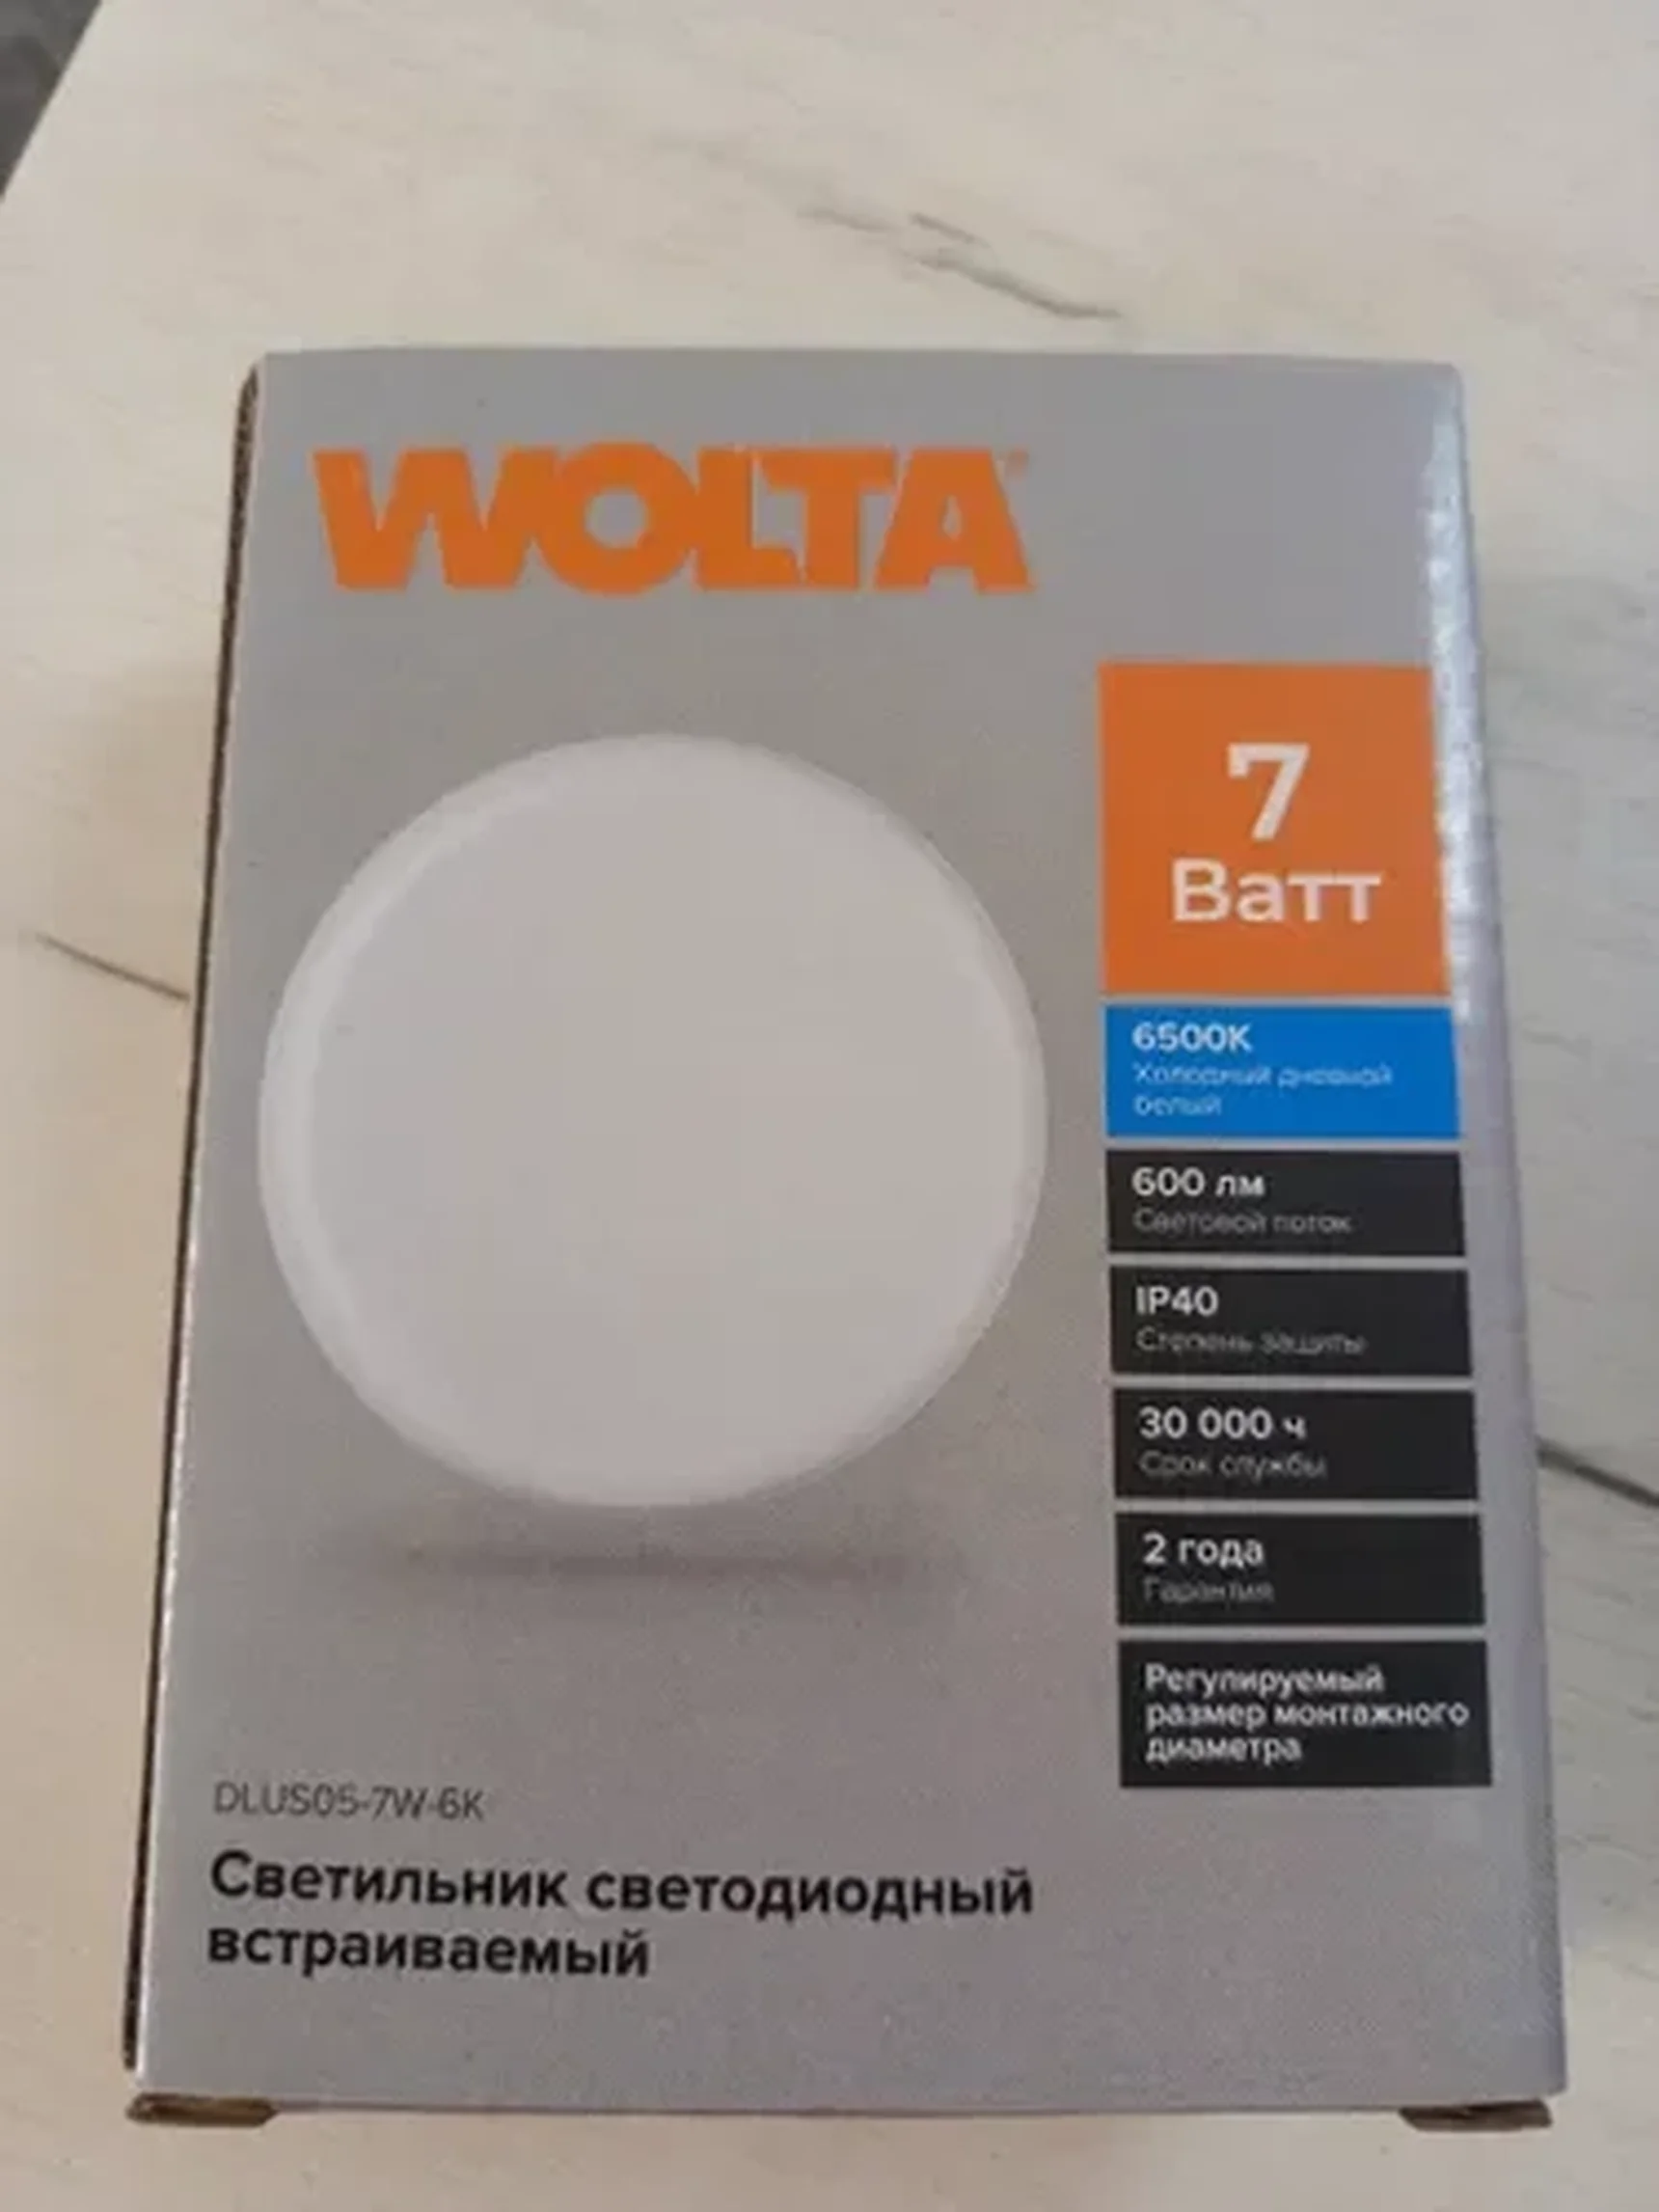 WOLTA
7
Ватт
6500K
Холодный дневной
белый
600 лм
Световой поток
IP40
Степень защиты
30 000 ч
Срок службы
2 года
Гарантия
Регулируемый
размер монтажного
диаметра
DLUS05-7W-6K
Светильник светодиодный
встраиваемый